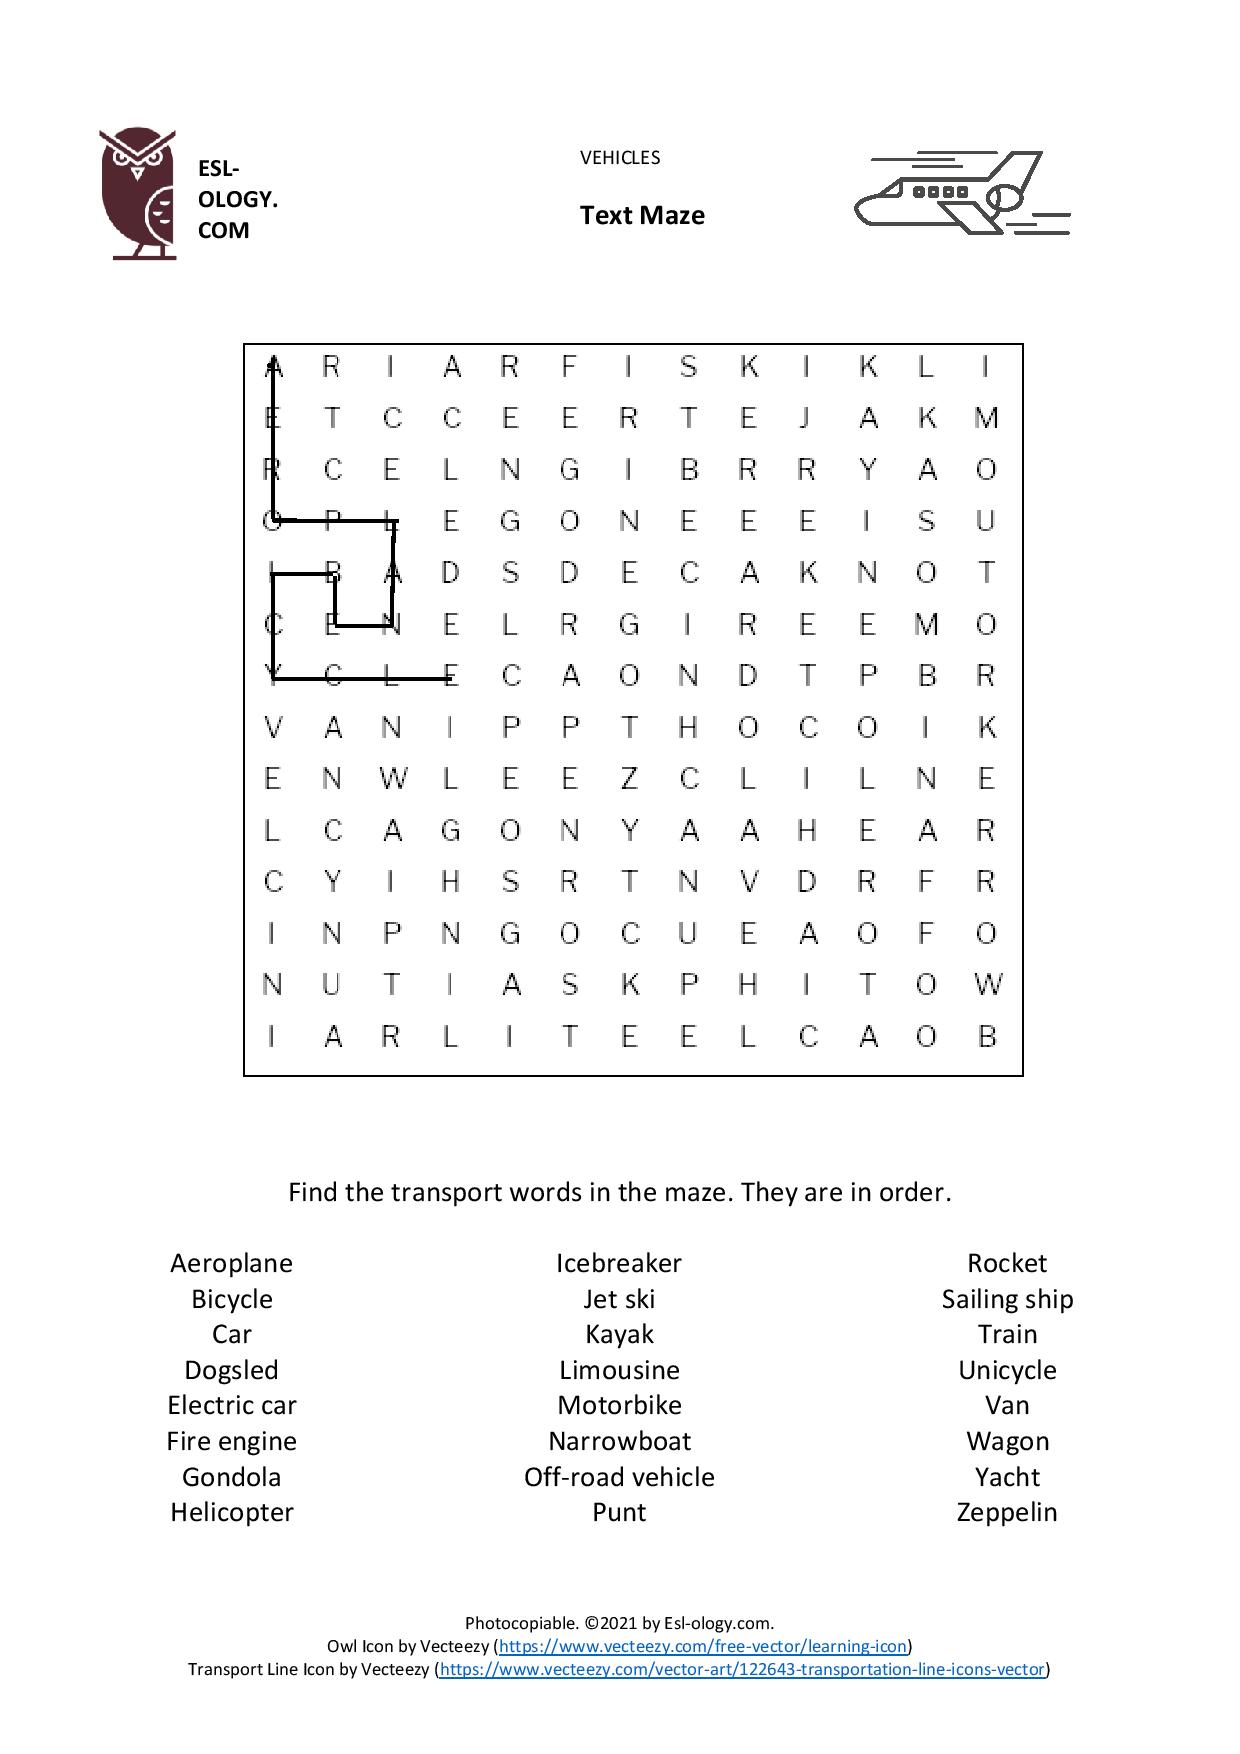 ESL-
OLOGY.
COM
VEHICLES
Text Maze
A R I A R F I S K I K L I
E T C C E E R T E J A K M
R C E L N G I B R R Y A O
O P L E G O N E E E I S U
I B A D S D E C A K N O T
C E N E L R G I R E E M O
Y C L E C A O N D T P B R
V A N I P P T H O C O I K
E N W L E E Z C L I L N E
L C A G O N Y A A H E A R
C Y I H S R T N V D R F R
I N P N G O C U E A O F O
N U T I A S K P H I T O W
I A R L I T E E L C A O B
Find the transport words in the maze. They are in order.
Aeroplane Icebreaker Rocket
Bicycle Jet ski Sailing ship
Car Kayak Train
Dogsled Limousine Unicycle
Electric car Motorbike Van
Fire engine Narrowboat Wagon
Gondola Off-road vehicle Yacht
Helicopter Punt Zeppelin
Photocopiable. ©2021 by Esl-ology.com.
Owl Icon by Vecteezy (https://www.vecteezy.com/free-vector/learning-icon)
Transport Line Icon by Vecteezy (https://www.vecteezy.com/vector-art/122643-transportation-line-icons-vector)